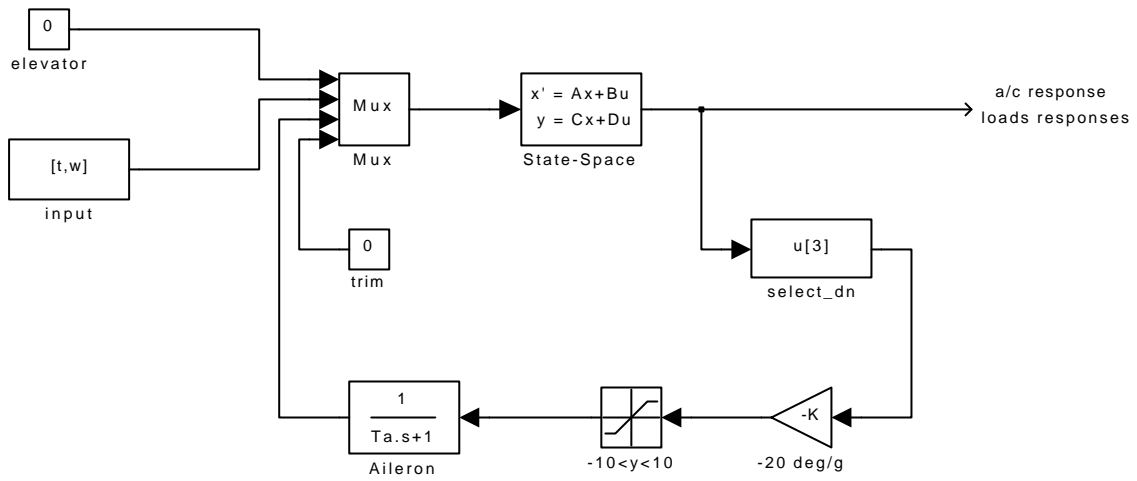 0
elevator
[t,w]
input
Mux
Mux
x' = Ax+Bu
y = Cx+Du
State-Space
a/c response
loads responses
0
trim
u[3]
select_dn
1
Ta.s+1
Aileron
-10<y<10
-K
-20 deg/g